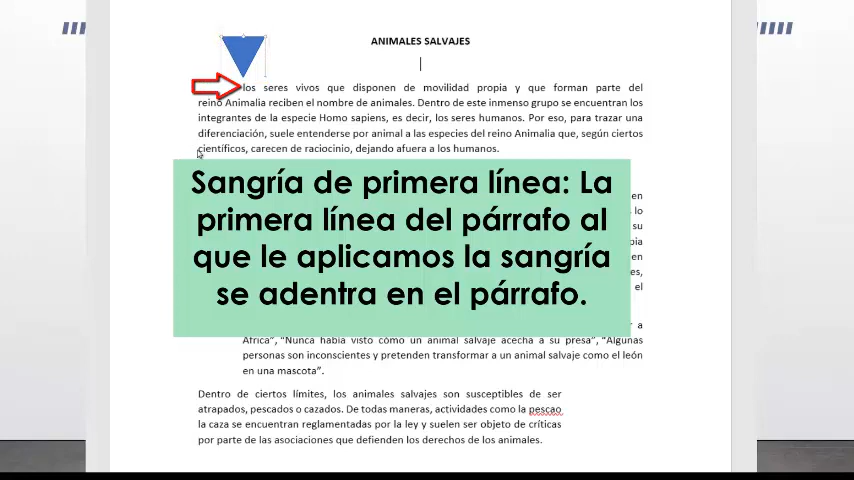 ANIMALES SALVAJES
los seres vivos que disponen de movilidad propia y que forman parte del
reino Animalia reciben el nombre de animales. Dentro de este inmenso grupo se encuentran los
integrantes de la especie Homo sapiens, es decir, los seres humanos. Por eso, para trazar una
diferenciación, suele entenderse por animal a las especies del reino Animalia que, según ciertos
científicos, carecen de raciocinio, dejando afuera a los humanos.
Sangría de primera línea: La
primera línea del párrafo al
que le aplicamos la sangría
se adentra en el párrafo.
en
lo
su
en
el
a
África”, “Nunca había visto cómo un animal salvaje acecha a su presa”, “Algunas
personas son inconscientes y pretenden transformar a un animal salvaje como el león
en una mascota”.
Dentro de ciertos límites, los animales salvajes son susceptibles de ser
atrapados, pescados o cazados. De todas maneras, actividades como la pescao
la caza se encuentran reglamentadas por la ley y suelen ser objeto de críticas
por parte de las asociaciones que defienden los derechos de los animales.